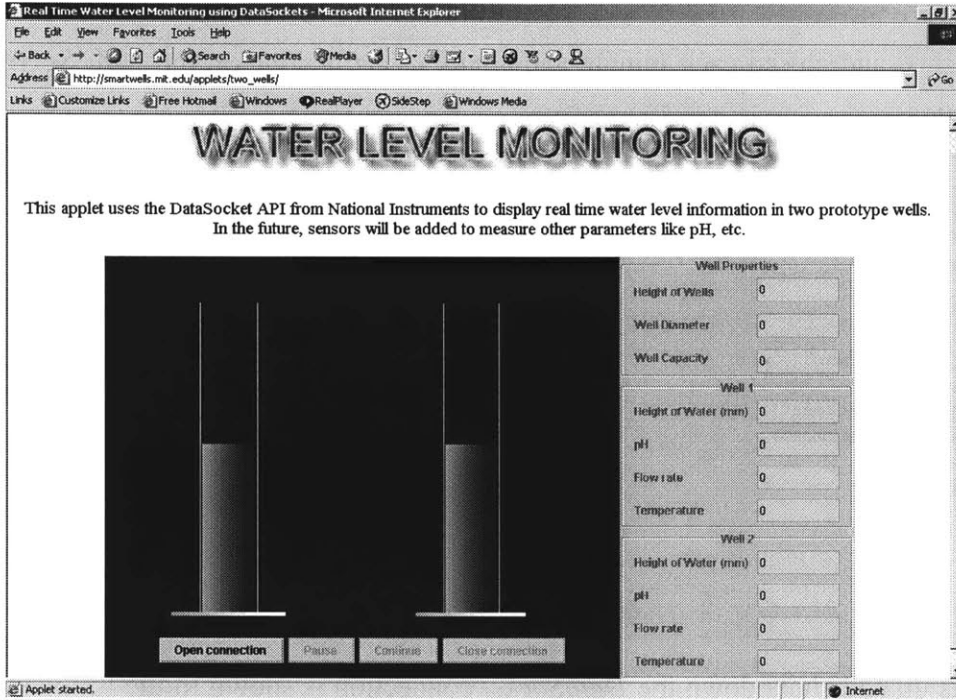 Real Time Water Level Monitoring using DataSockets - Microsoft Internet Explorer
File Edit View Favorites Tools Help
Back Search Favorites Media
Address http://smartwells.mit.edu/applets/two_wells/ Go
Links Customize Links Free Hotmail Windows RealPlayer SideStep Windows Media
WATER LEVEL MONITORING
This applet uses the DataSocket API from National Instruments to display real time water level information in two prototype wells.
In the future, sensors will be added to measure other parameters like pH, etc.
Well Properties
Height of Wells 0
Well Diameter 0
Well Capacity 0
Well 1
Height of Water (mm) 0
pH 0
Flow rate 0
Temperature 0
Well 2
Height of Water (mm) 0
pH 0
Flow rate 0
Temperature 0
Open connection Pause Continue Close connection
Applet started. Internet